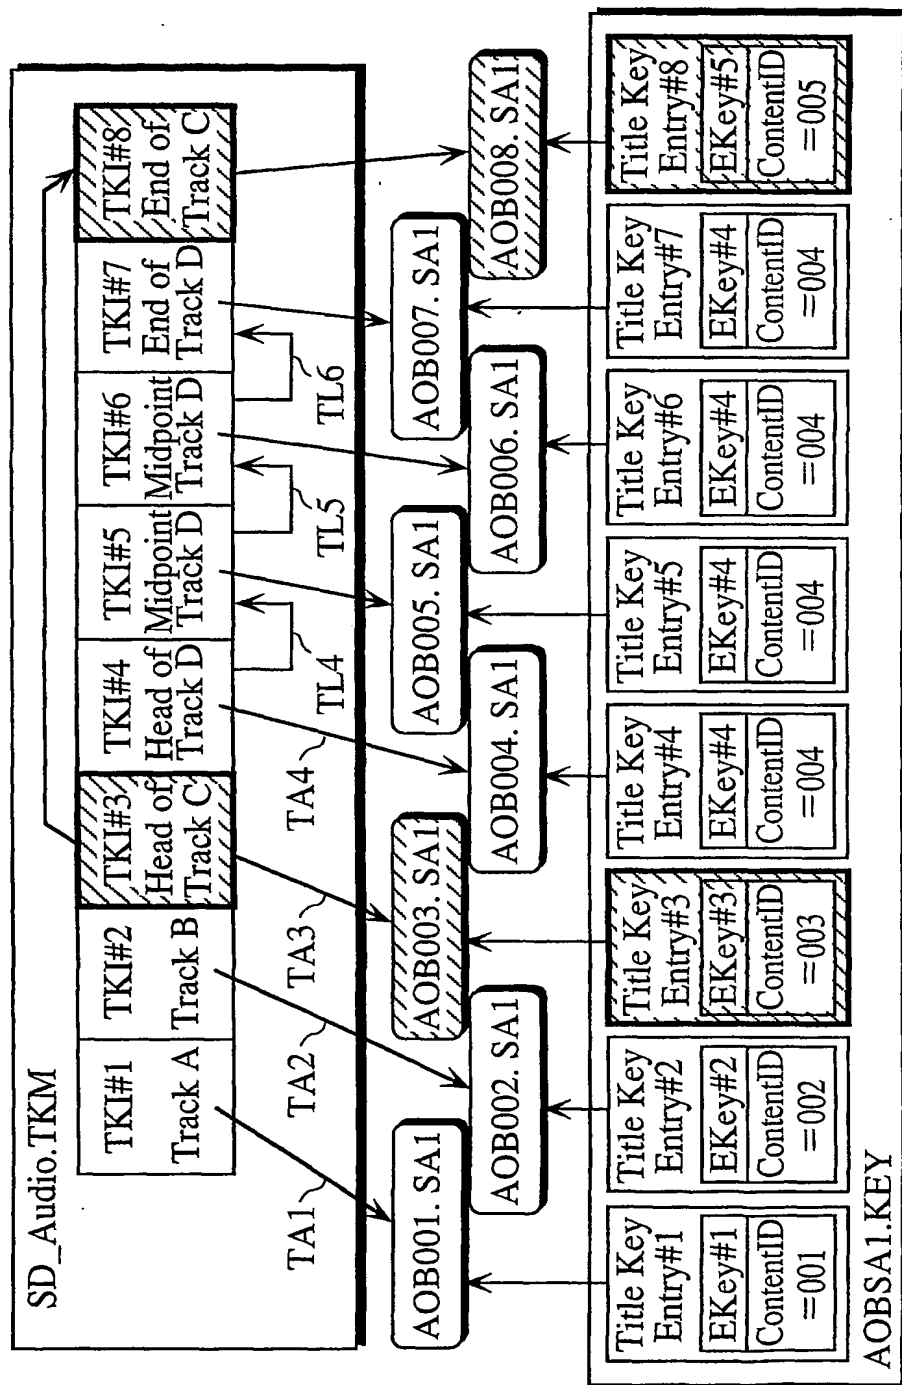 SD_Audio.TKM
TKI#1
Track A
TKI#2
Track B
TKI#3
Head of
Track C
TKI#4
Head of
Track D
TKI#5
Midpoint
Track D
TKI#6
Midpoint
Track D
TKI#7
End of
Track D
TKI#8
End of
Track C
TA1
TA2
TA3
TA4
TL4
TL5
TL6
AOB001. SA1
AOB002. SA1
AOB003. SA1
AOB004. SA1
AOB005. SA1
AOB006. SA1
AOB007. SA1
AOB008. SA1
Title Key
Entry#1
EKey#1
ContentID
=001
Title Key
Entry#2
EKey#2
ContentID
=002
Title Key
Entry#3
EKey#3
ContentID
=003
Title Key
Entry#4
EKey#4
ContentID
=004
Title Key
Entry#5
EKey#4
ContentID
=004
Title Key
Entry#6
EKey#4
ContentID
=004
Title Key
Entry#7
EKey#4
ContentID
=004
Title Key
Entry#8
EKey#5
ContentID
=005
AOBSA1.KEY